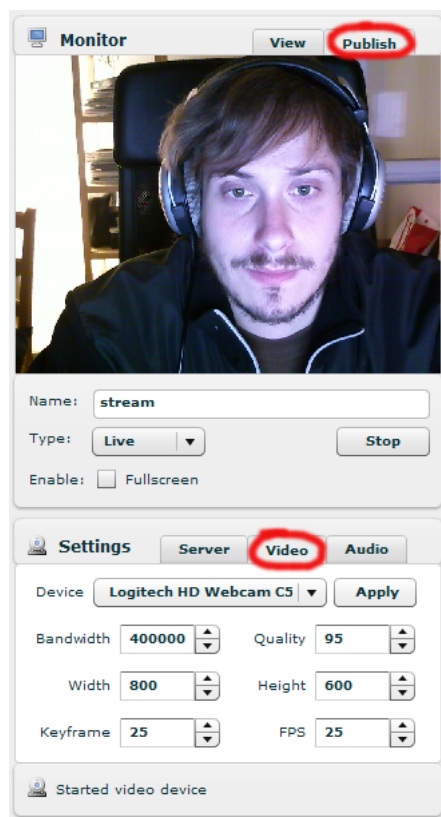 Monitor View Publish
Name: stream
Type: Live Stop
Enable: Fullscreen
Settings Server Video Audio
Device Logitech HD Webcam C5 Apply
Bandwidth 400000 Quality 95
Width 800 Height 600
Keyframe 25 FPS 25
Started video device